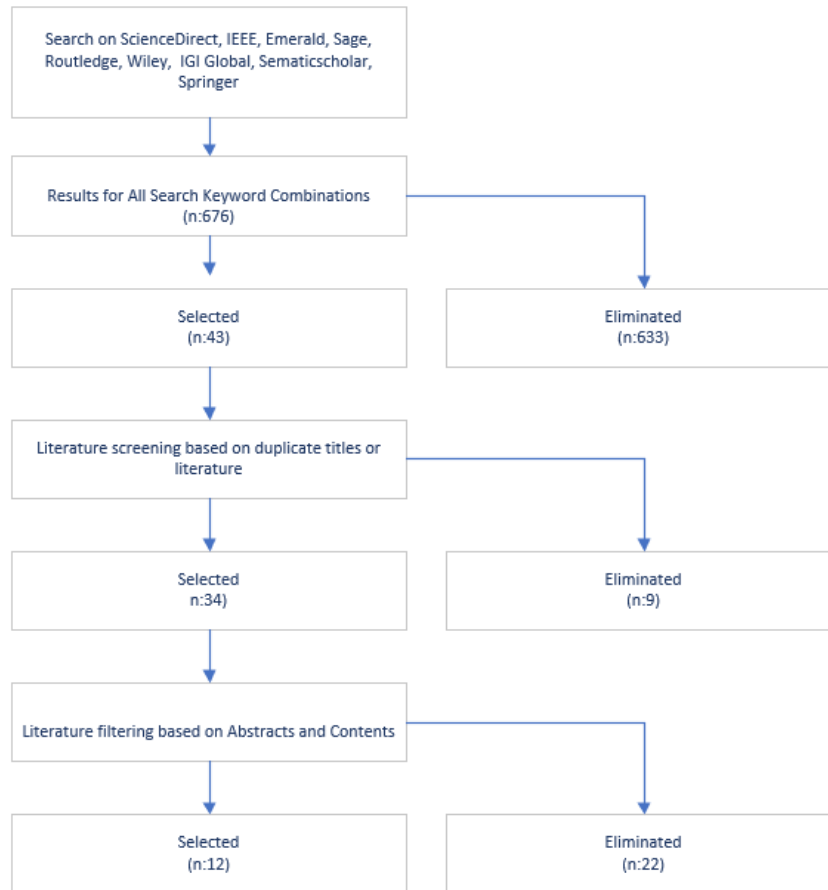 Search on ScienceDirect, IEEE, Emerald, Sage,
Routledge, Wiley,  IGI Global, Sematicscholar,
Springer
Results for All Search Keyword Combinations
(n:676)
Selected
(n:43)
Eliminated
(n:633)
Literature screening based on duplicate titles or
literature
Selected
n:34)
Eliminated
(n:9)
Literature filtering based on Abstracts and Contents
Selected
(n:12)
Eliminated
(n:22)